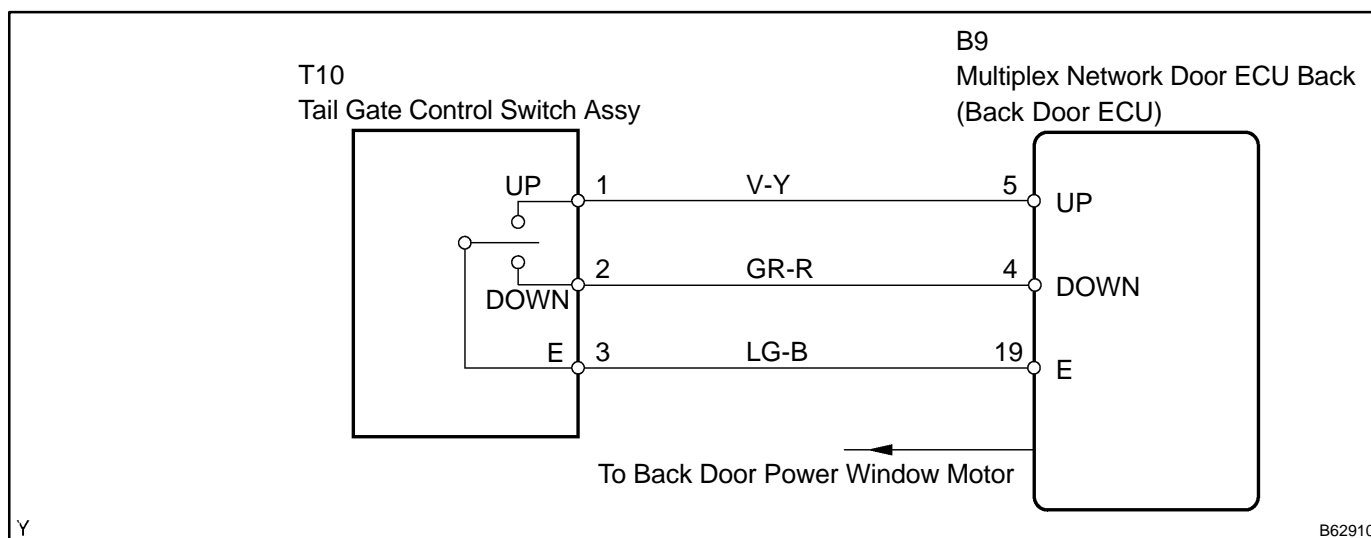 B9
T10
Multiplex Network Door ECU Back
Tail Gate Control Switch Assy
(Back Door ECU)
UP 1 V-Y 5 UP
2 GR-R 4 DOWN
DOWN
E 3 LG-B 19 E
To Back Door Power Window Motor
Y
B62910